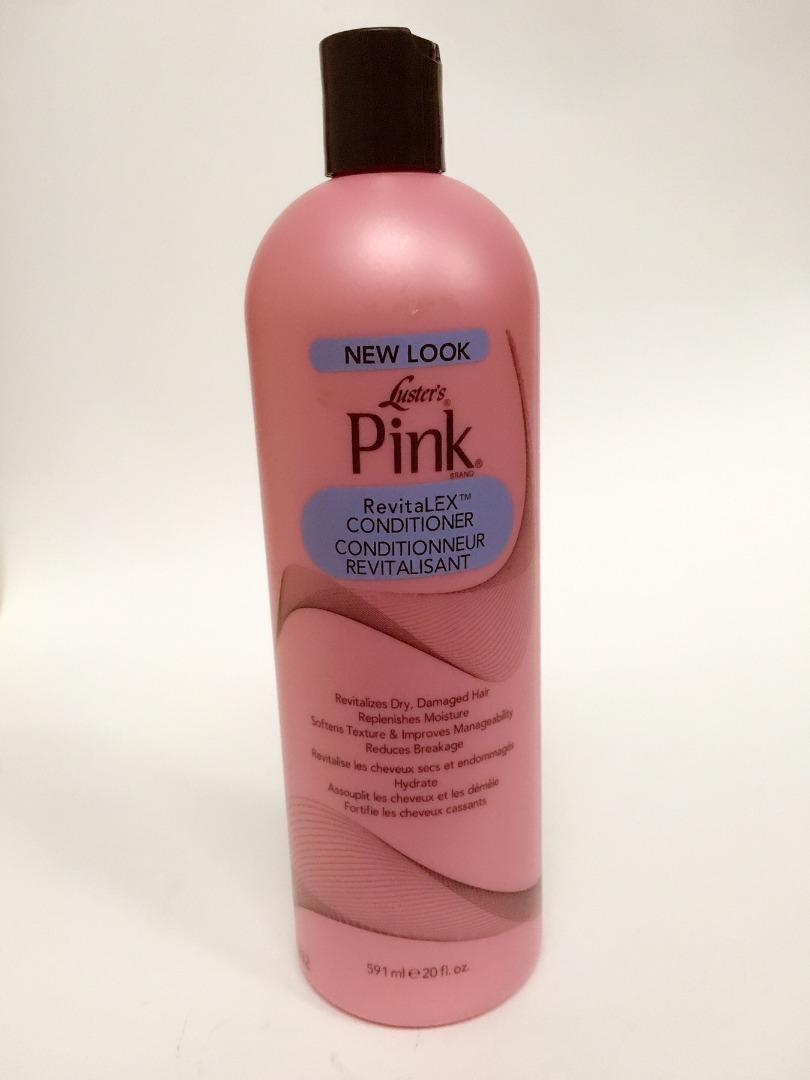 NEW LOOK
Luster's®
Pink®
BRAND
RevitaLEX™
CONDITIONER
CONDITIONNEUR
REVITALISANT
Revitalizes Dry, Damaged Hair
Replenishes Moisture
Softens Texture & Improves Manageability
Reduces Breakage
Revitalise les cheveux secs et endommagés
Hydrate
Assouplit les cheveux et les démêle
Fortifie les cheveux cassants
591 ml ℮ 20 fl. oz.